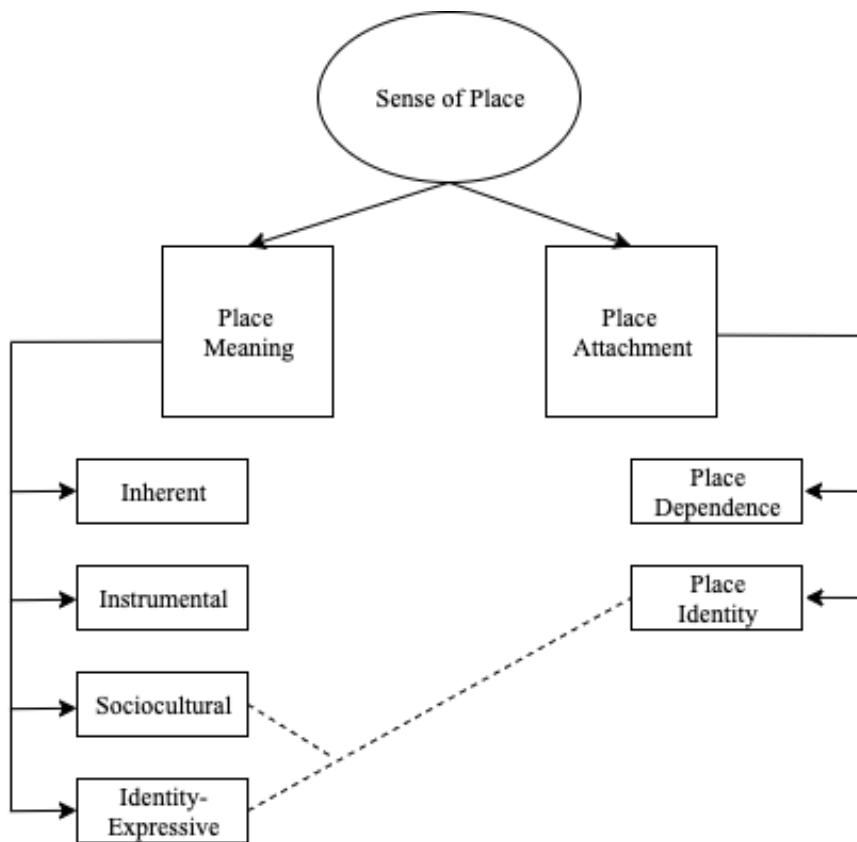 Sense of Place
Place
Meaning
Place
Attachment
Inherent
Place
Dependence
Instrumental
Place
Identity
Sociocultural
Identity-
Expressive